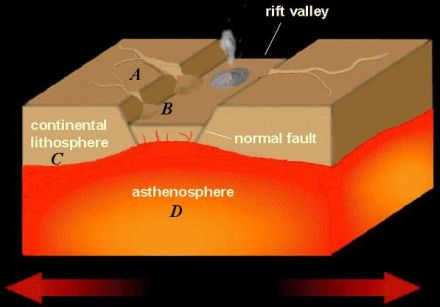 rift valley
A
B
continental
lithosphere
normal fault
C
asthenosphere
D